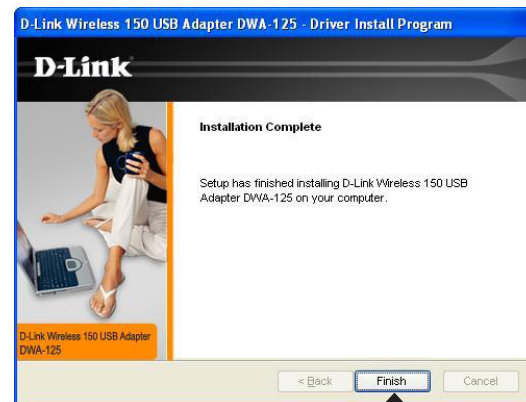 D-Link Wireless 150 USB Adapter DWA-125 - Driver Install Program
D-Link
Installation Complete
Setup has finished installing D-Link Wireless 150 USB
Adapter DWA-125 on your computer.
D-Link Wireless 150 USB Adapter
DWA-125
< Back
Finish
Cancel